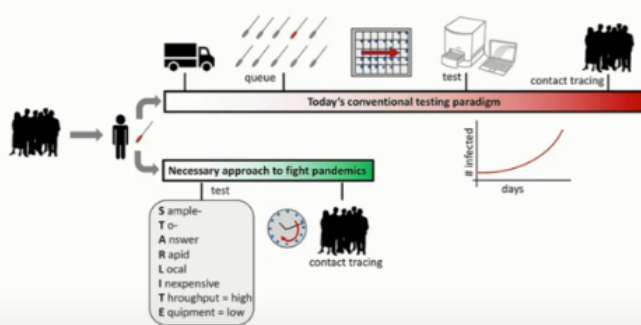 queue
test
contact tracing
Today's conventional testing paradigm
# infected
days
Necessary approach to fight pandemics
test
S ample-
T o-
A nswer
R apid
L ocal
I nexpensive
T hroughput = high
E quipment = low
contact tracing